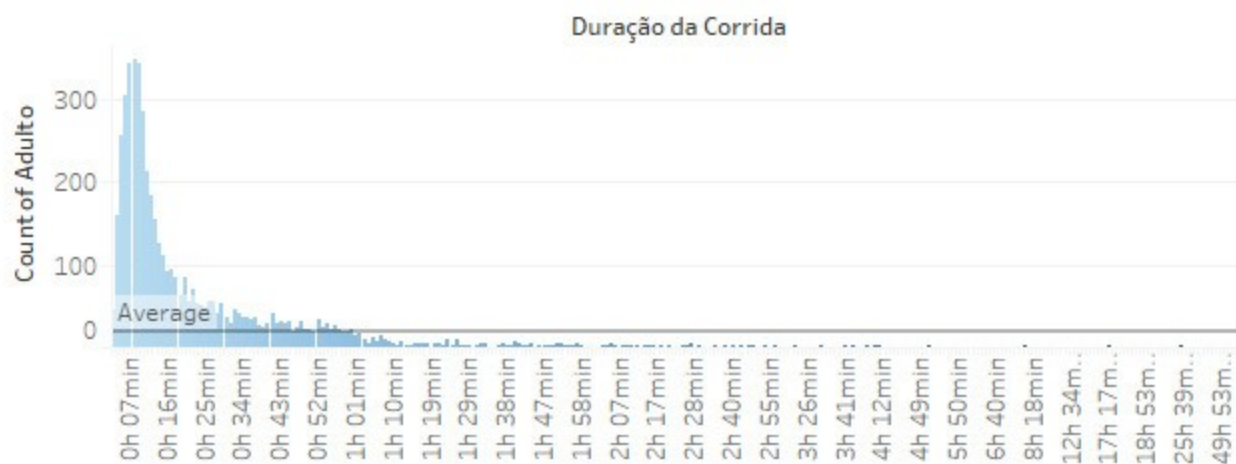 Duração da Corrida
Count of Adulto
300
200
100
0
Average
0h 07min
0h 16min
0h 25min
0h 34min
0h 43min
0h 52min
1h 01min
1h 10min
1h 19min
1h 29min
1h 38min
1h 47min
1h 58min
2h 07min
2h 17min
2h 28min
2h 40min
2h 55min
3h 26min
3h 41min
4h 12min
4h 49min
5h 50min
6h 40min
8h 18min
12h 34m..
17h 17m..
18h 53m..
25h 39m..
49h 53m..